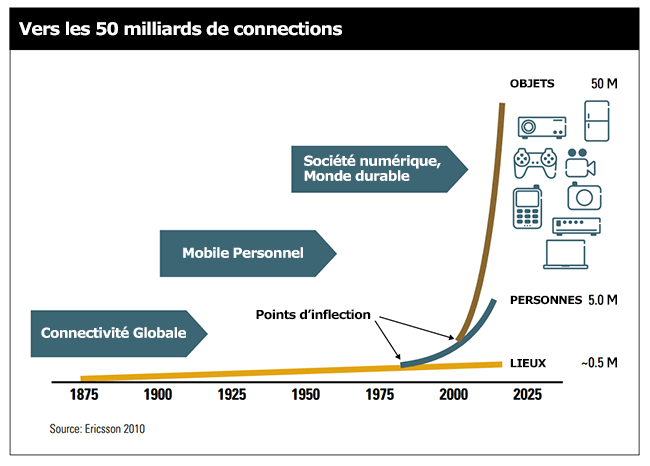 Vers les 50 milliards de connections
OBJETS 50 M
Société numérique,
Monde durable
Mobile Personnel
PERSONNES 5.0 M
Points d’inflection
Connectivité Globale
LIEUX ~0.5 M
1875 1900 1925 1950 1975 2000 2025
Source: Ericsson 2010